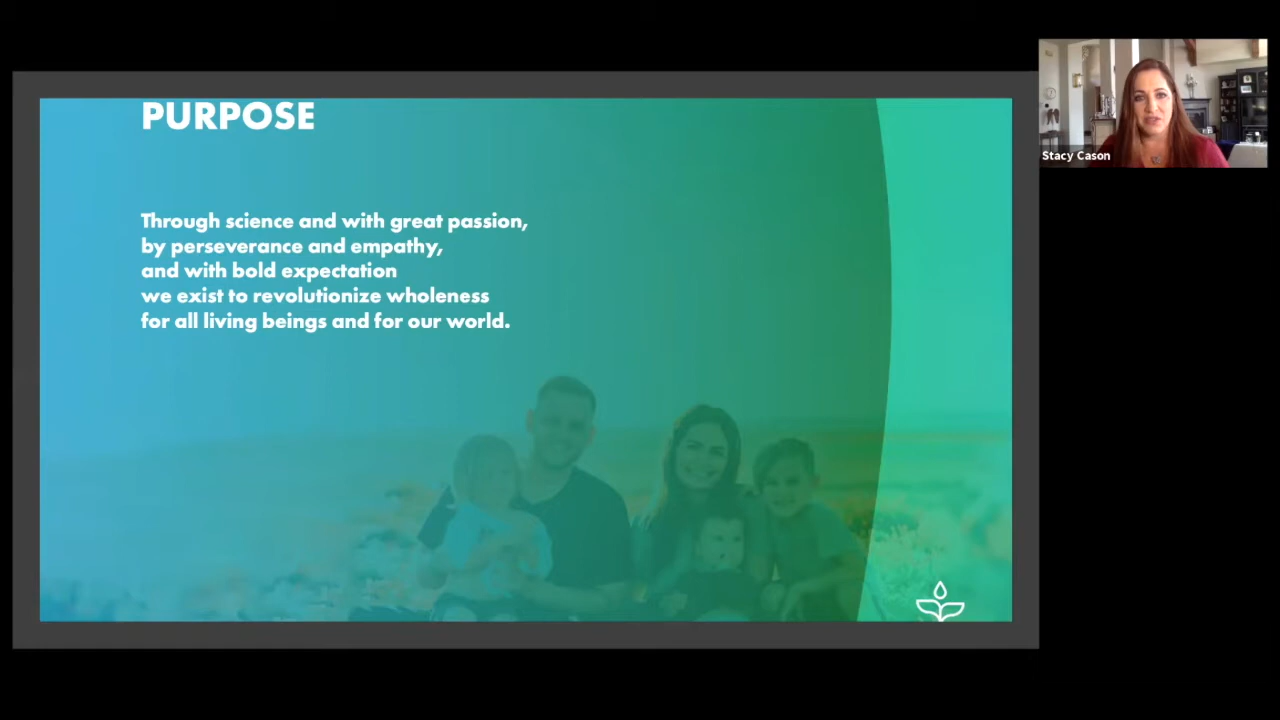 PURPOSE
Through science and with great passion,
by perseverance and empathy,
and with bold expectation
we exist to revolutionize wholeness
for all living beings and for our world.
Stacy Cason